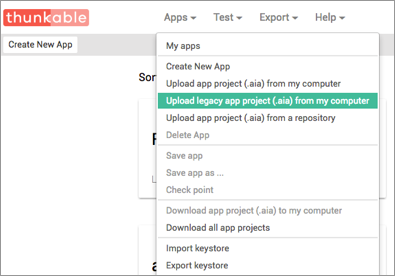 thunkable
Apps Test Export Help
Create New App
My apps
Create New App
Upload app project (.aia) from my computer
Upload legacy app project (.aia) from my computer
Upload app project (.aia) from a repository
Delete App
Save app
Save app as ...
Check point
Download app project (.aia) to my computer
Download all app projects
Import keystore
Export keystore